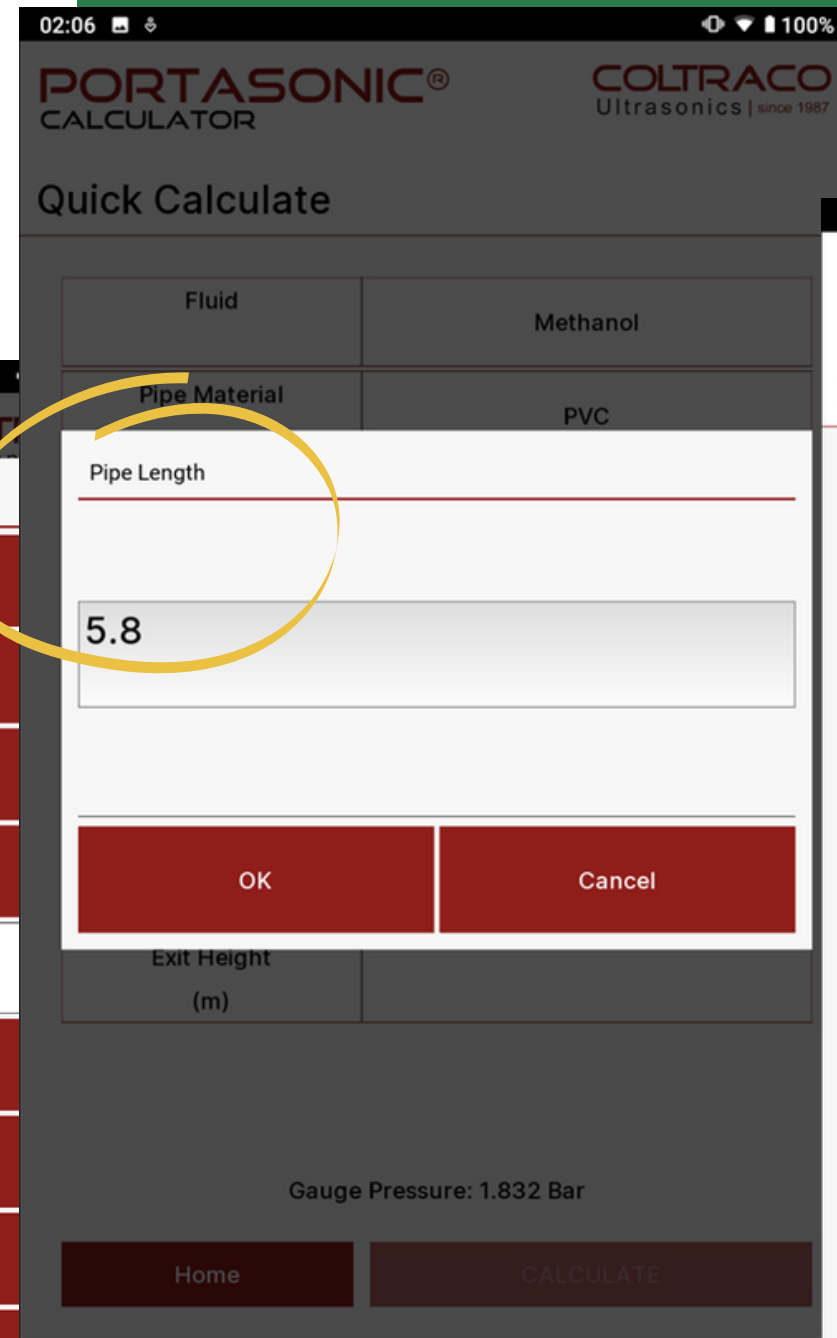 02:06
100%
PORTASONIC®
CALCULATOR
COLTRACO
Ultrasonics | since 1987
Quick Calculate
Fluid
Methanol
Pipe Material
PVC
Pipe Length
5.8
OK
Cancel
Exit Height
(m)
Gauge Pressure: 1.832 Bar
Home
CALCULATE